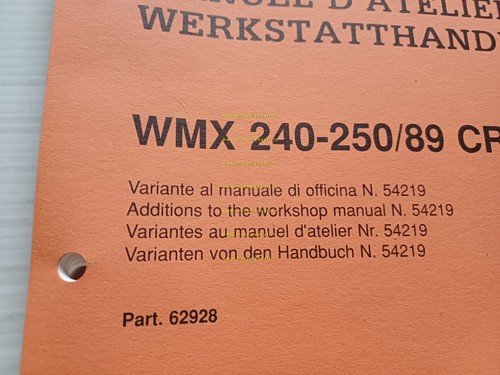 D'ATELIER
WMX 240-250/89 CR
Variante al manuale di officina N. 54219
Additions to the workshop manual N. 54219
Variantes au manuel d'atelier Nr. 54219
Varianten von den Handbuch N. 54219
Part. 62928